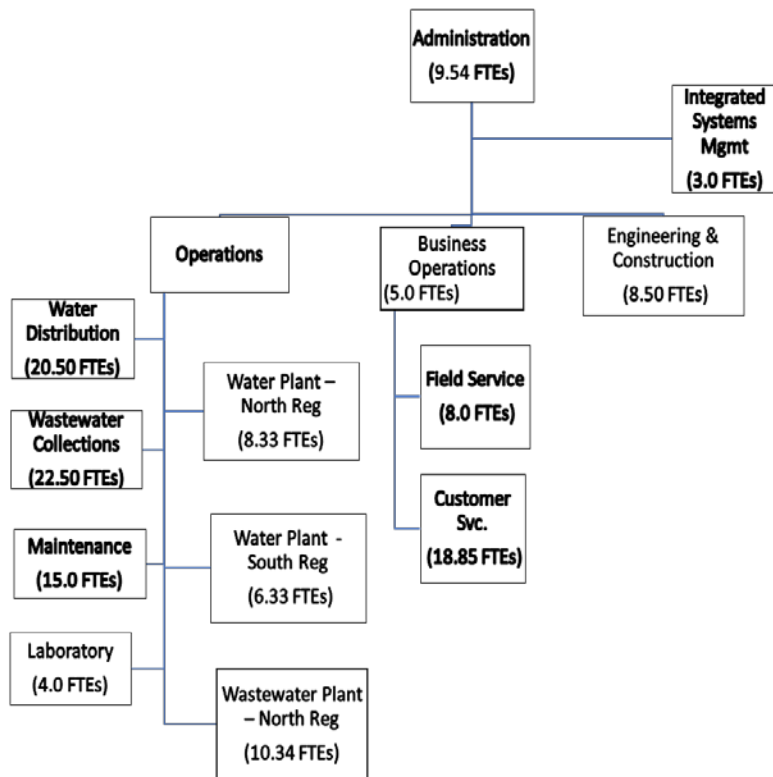 Administration
(9.54 FTEs)
Integrated
Systems
Mgmt
(3.0 FTEs)
Operations
Business
Operations
(5.0 FTEs)
Engineering &
Construction
(8.50 FTEs)
Water
Distribution
(20.50 FTEs)
Water Plant –
North Reg
(8.33 FTEs)
Field Service
(8.0 FTEs)
Wastewater
Collections
(22.50 FTEs)
Customer
Svc.
(18.85 FTEs)
Maintenance
(15.0 FTEs)
Water Plant -
South Reg
(6.33 FTEs)
Laboratory
(4.0 FTEs)
Wastewater Plant
– North Reg
(10.34 FTEs)